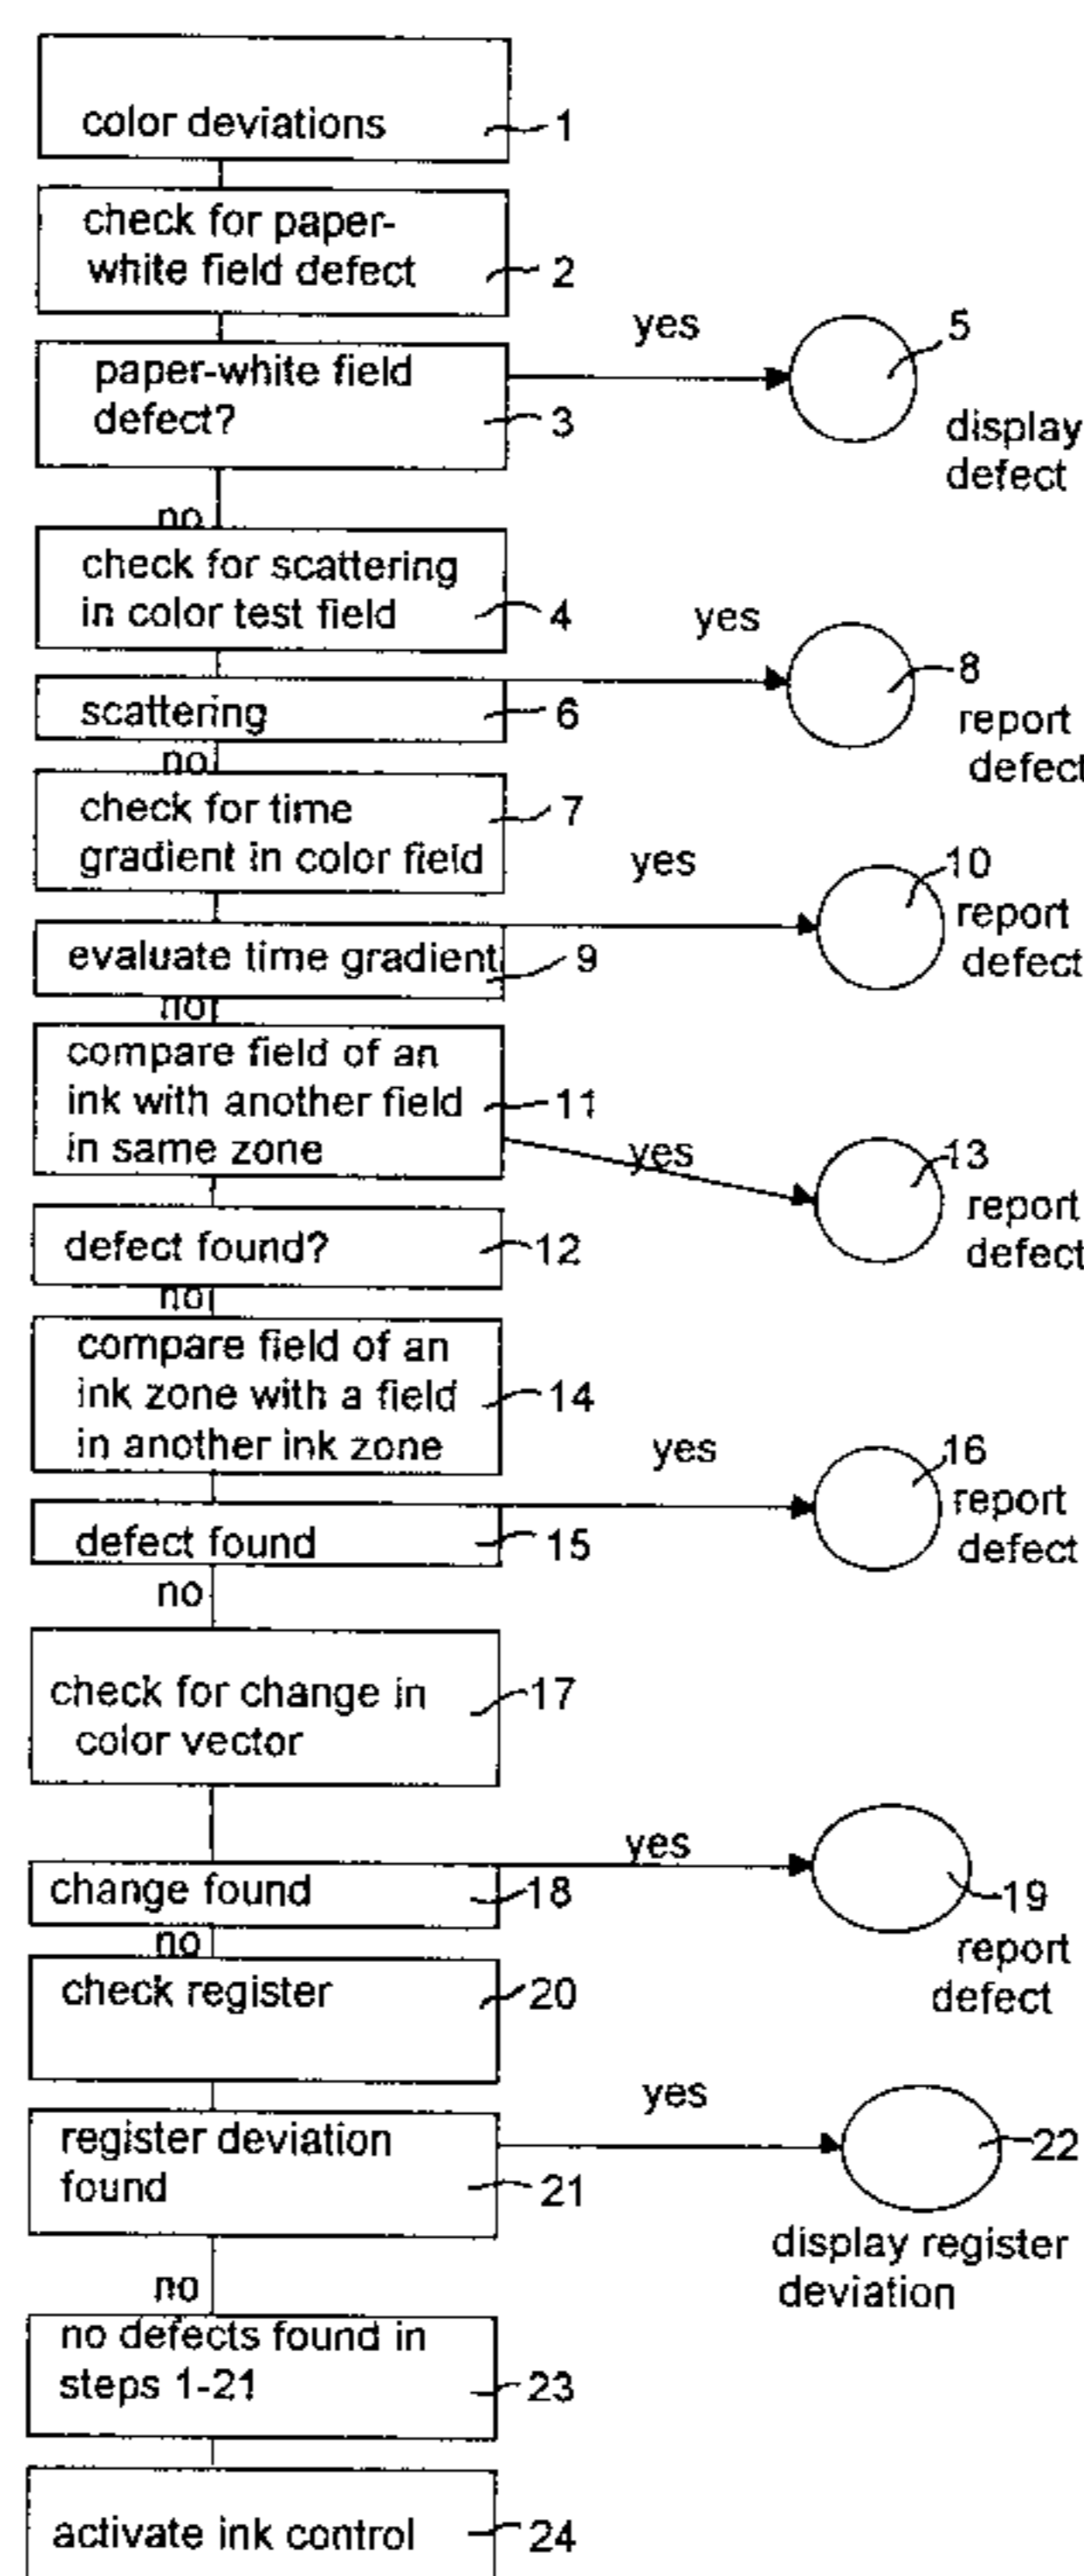 color deviations
1
check for paper-
white field defect
2
yes
5
paper-white field
defect?
3
display
defect
no
check for scattering
in color test field
4
yes
8
scattering
6
report
defect
no
check for time
gradient in color field
7
yes
10
report
defect
evaluate time gradient
9
no
compare field of an
ink with another field
in same zone
11
yes
13
report
defect
defect found?
12
no
compare field of an
ink zone with a field
in another ink zone
14
yes
16
report
defect
defect found
15
no
check for change in
color vector
17
yes
change found
18
19
report
defect
no
check register
20
yes
register deviation
found
21
22
display register
deviation
no
no defects found in
steps 1-21
23
activate ink control
24